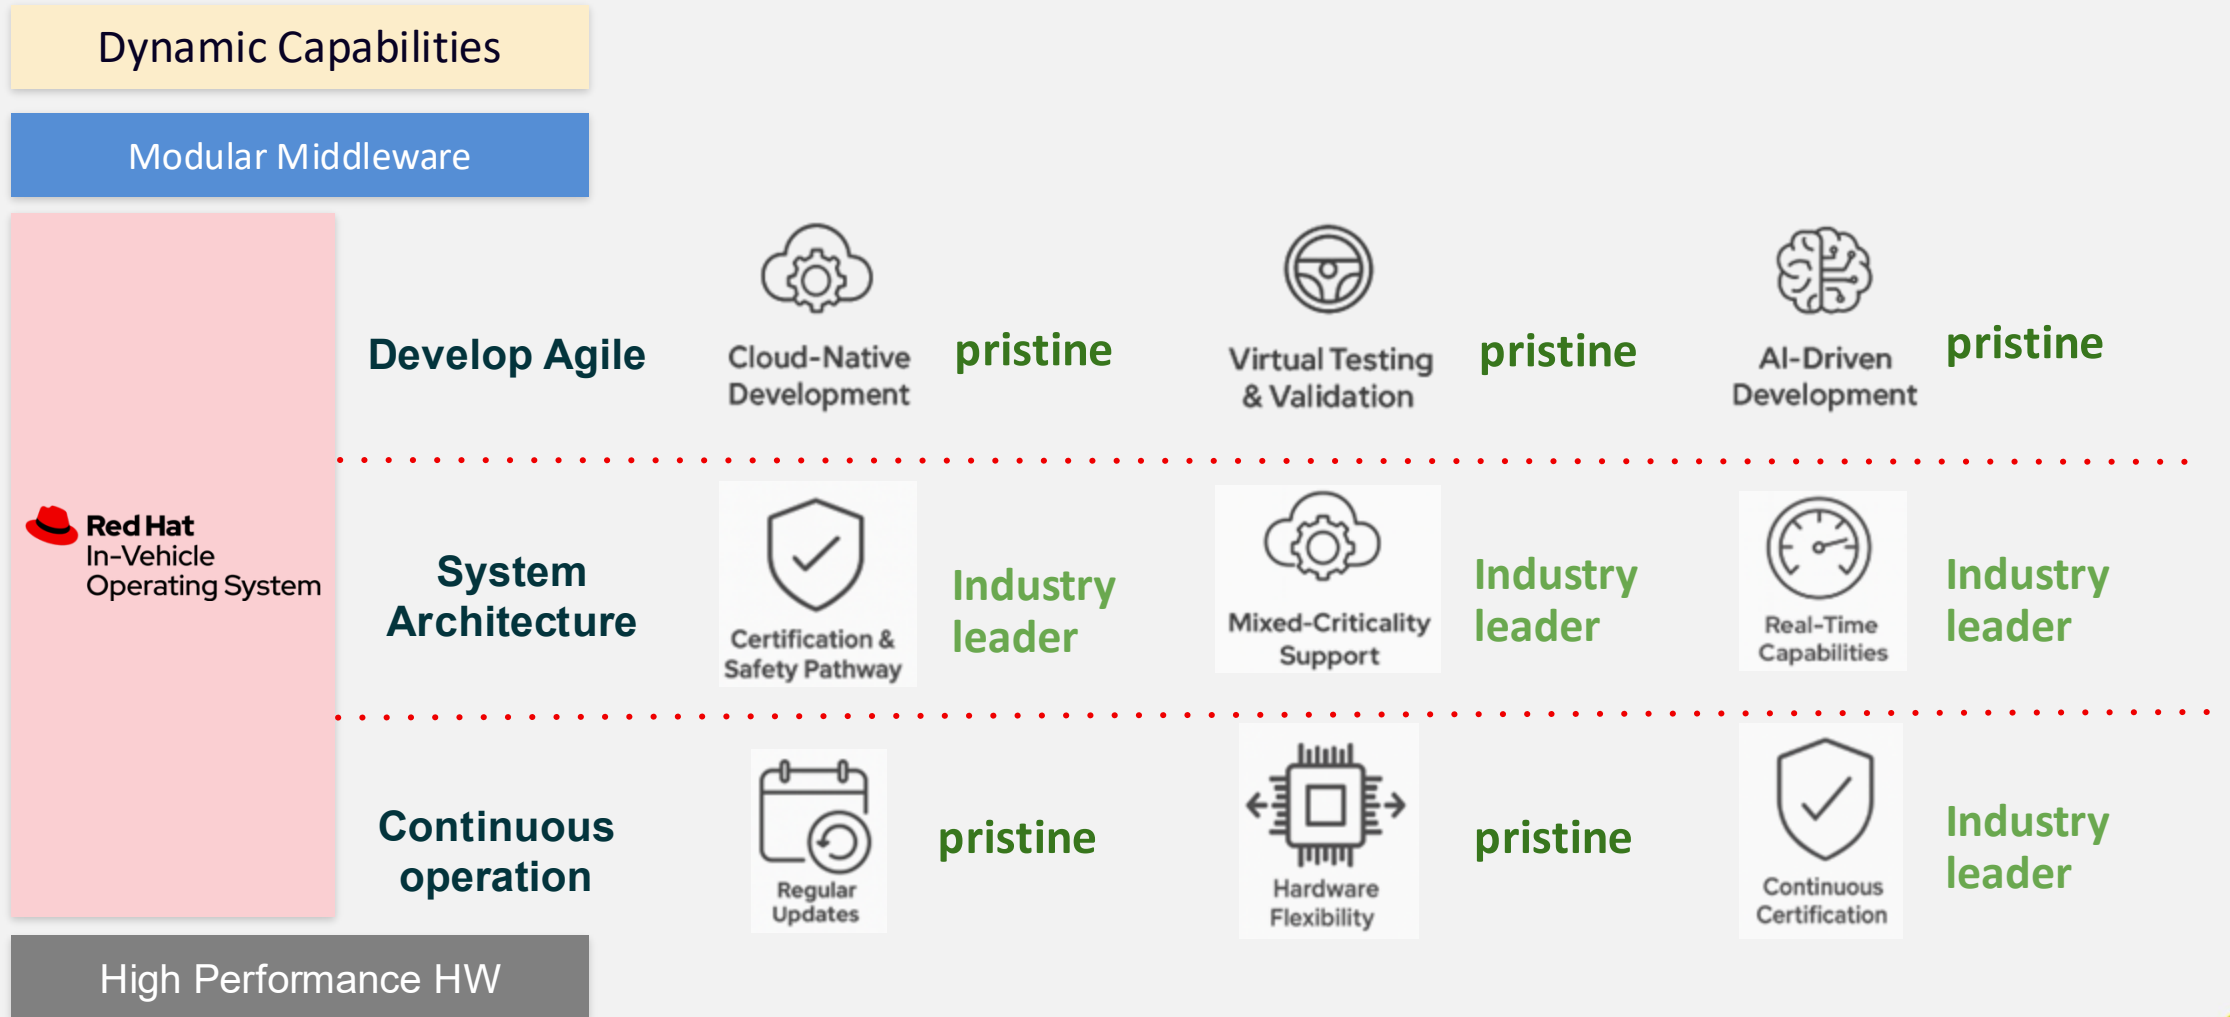 Dynamic Capabilities
Modular Middleware
Red Hat
In-Vehicle
Operating System
Develop Agile
Cloud-Native
Development
pristine
Virtual Testing
& Validation
pristine
AI-Driven
Development
pristine
System
Architecture
Certification &
Safety Pathway
Industry
leader
Mixed-Criticality
Support
Industry
leader
Real-Time
Capabilities
Industry
leader
Continuous
operation
Regular
Updates
pristine
Hardware
Flexibility
pristine
Continuous
Certification
Industry
leader
High Performance HW